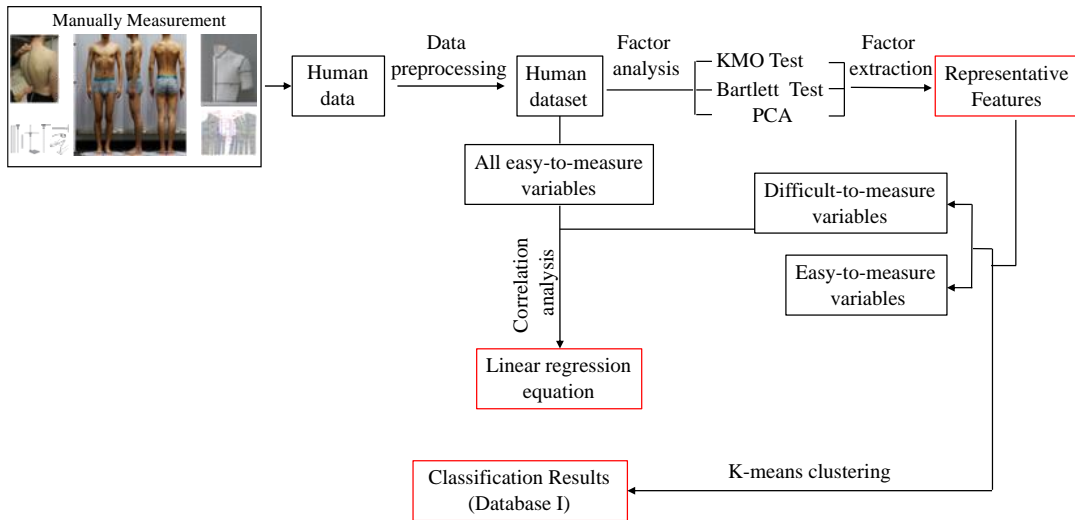 Manually Measurement
Human
data
Data
preprocessing
Human
dataset
Factor
analysis
KMO Test
Bartlett Test
PCA
Factor
extraction
Representative
Features
All easy-to-measure
variables
Difficult-to-measure
variables
Easy-to-measure
variables
Correlation
analysis
Linear regression
equation
K-means clustering
Classification Results
(Database I)